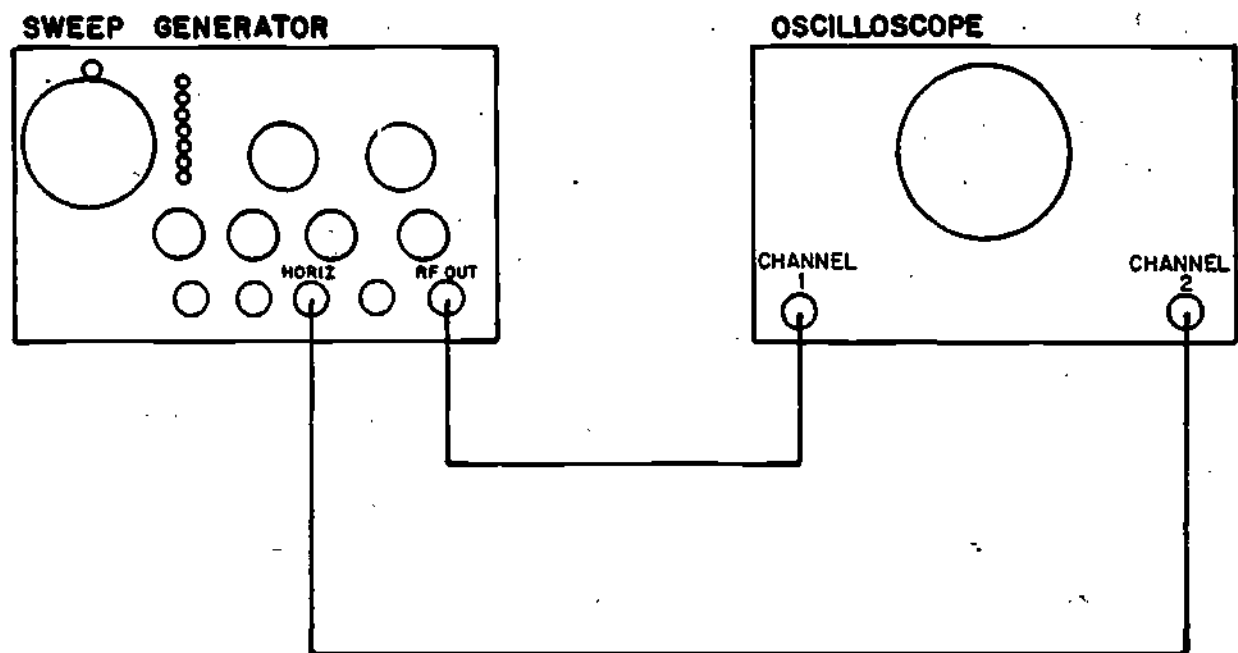 SWEEP GENERATOR
OSCILLOSCOPE
HORIZ
RF OUT
CHANNEL
1
CHANNEL
2